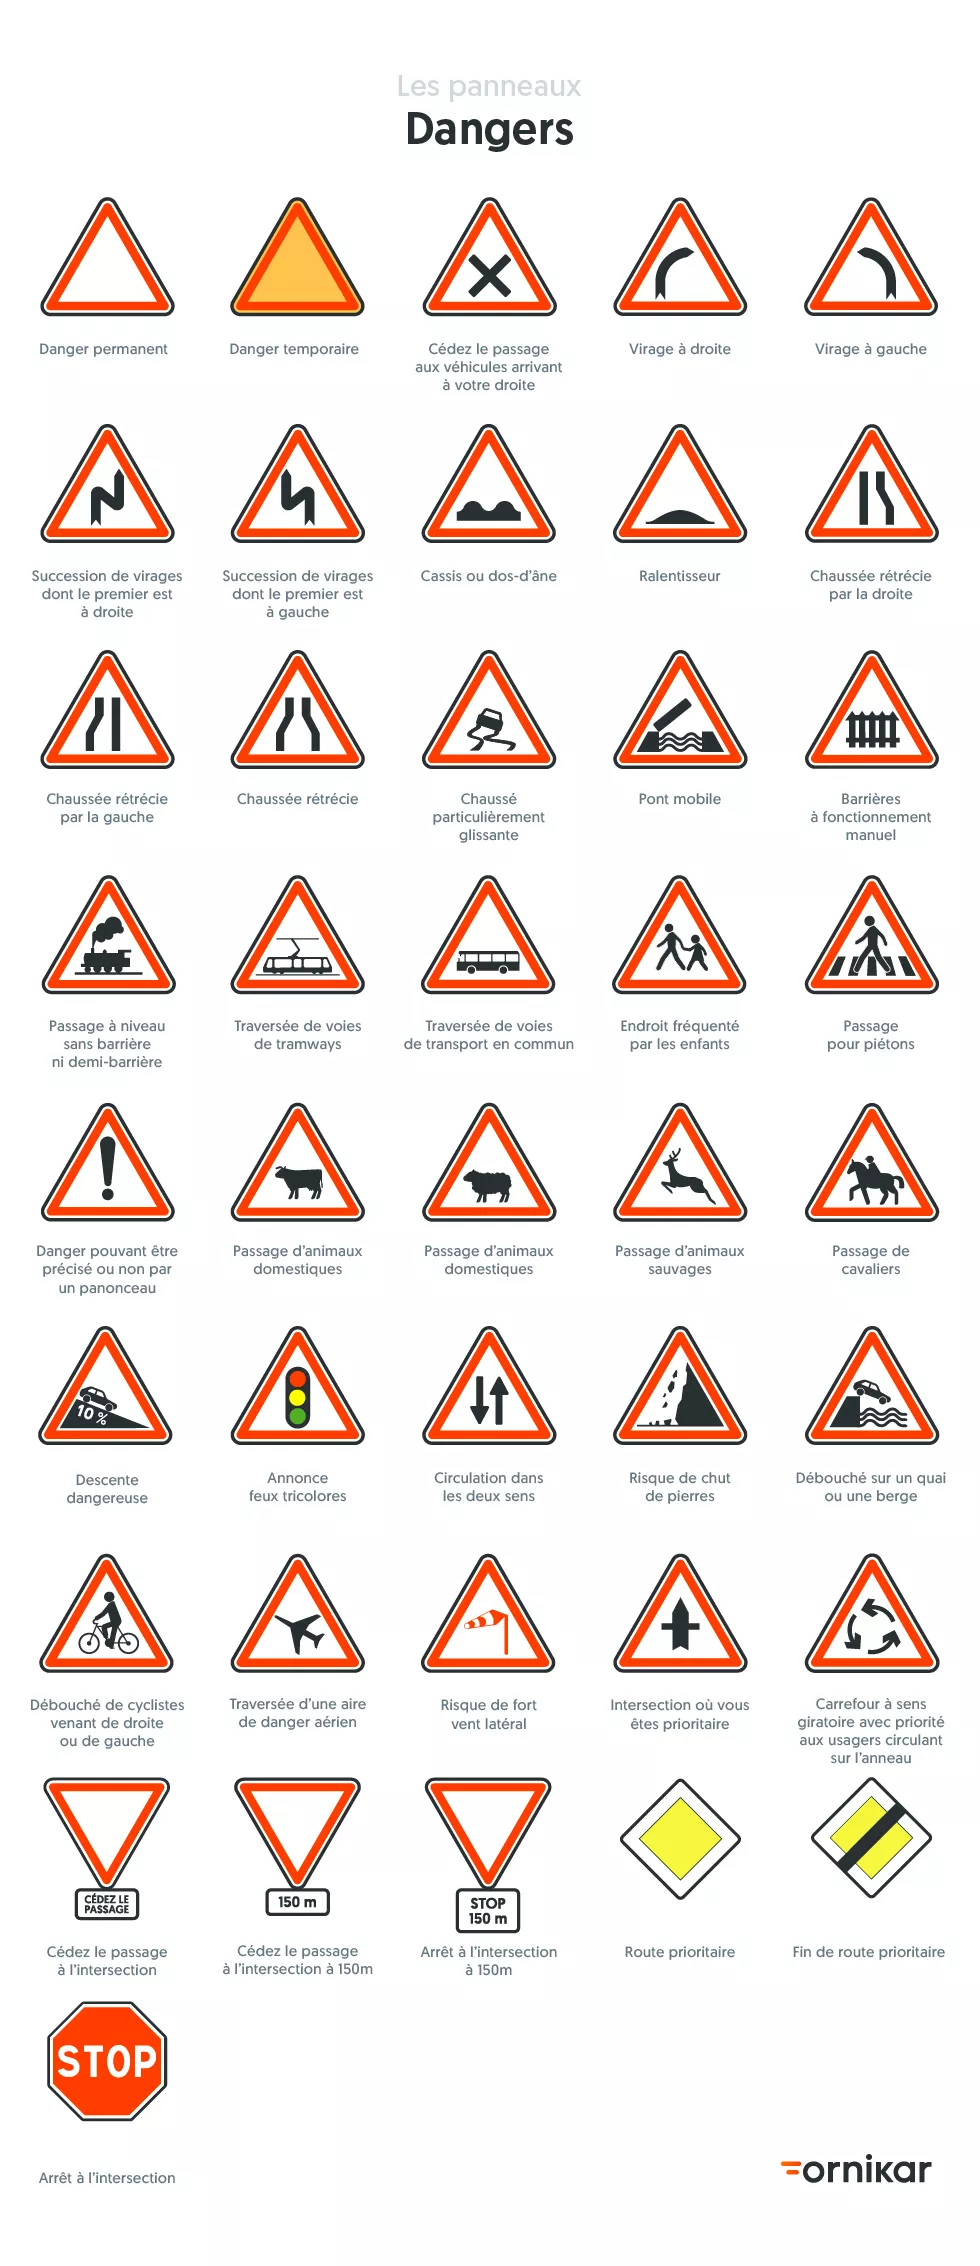 Les panneaux
Dangers
Danger permanent
Danger temporaire
Cédez le passage
aux véhicules arrivant
à votre droite
Virage à droite
Virage à gauche
Succession de virages
dont le premier est
à droite
Succession de virages
dont le premier est
à gauche
Cassis ou dos-d'âne
Ralentisseur
Chaussée rétrécie
par la droite
Chaussée rétrécie
par la gauche
Chaussée rétrécie
Chaussé
particulièrement
glissante
Pont mobile
Barrières
à fonctionnement
manuel
Passage à niveau
sans barrière
ni demi-barrière
Traversée de voies
de tramways
Traversée de voies
de transport en commun
Endroit fréquenté
par les enfants
Passage
pour piétons
Danger pouvant être
précisé ou non par
un panonceau
Passage d'animaux
domestiques
Passage d'animaux
domestiques
Passage d'animaux
sauvages
Passage de
cavaliers
10 %
Descente
dangereuse
Annonce
feux tricolores
Circulation dans
les deux sens
Risque de chut
de pierres
Débouché sur un quai
ou une berge
Débouché de cyclistes
venant de droite
ou de gauche
Traversée d'une aire
de danger aérien
Risque de fort
vent latéral
Intersection où vous
êtes prioritaire
Carrefour à sens
giratoire avec priorité
aux usagers circulant
sur l'anneau
CÉDEZ LE
PASSAGE
Cédez le passage
à l'intersection
150 m
Cédez le passage
à l'intersection à 150m
STOP
150 m
Arrêt à l'intersection
à 150m
Route prioritaire
Fin de route prioritaire
STOP
Arrêt à l'intersection
ornikar